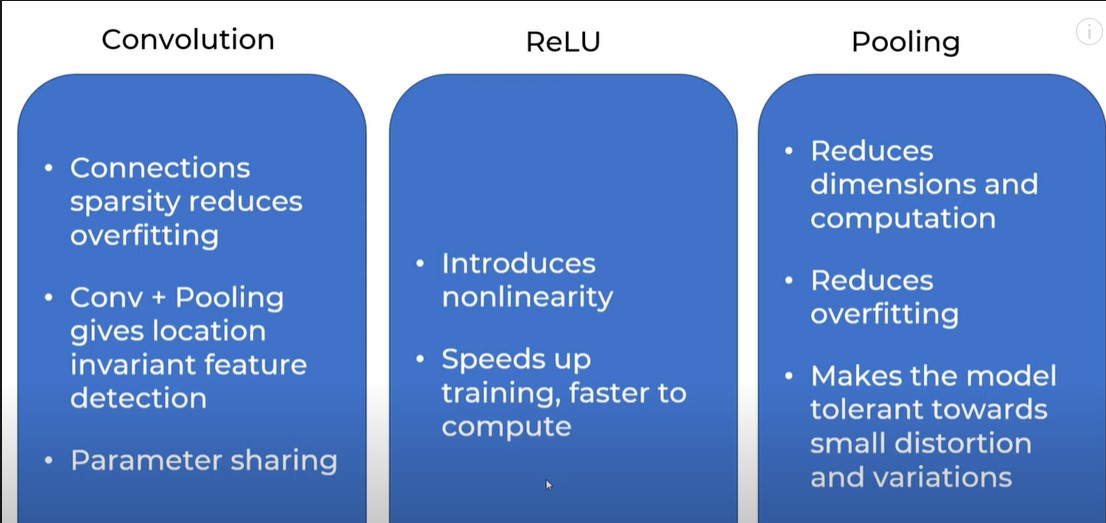 Convolution
• Connections
sparsity reduces
overfitting
• Conv + Pooling
gives location
invariant feature
detection
• Parameter sharing
ReLU
• Introduces
nonlinearity
• Speeds up
training, faster to
compute
Pooling
• Reduces
dimensions and
computation
• Reduces
overfitting
• Makes the model
tolerant towards
small distortion
and variations